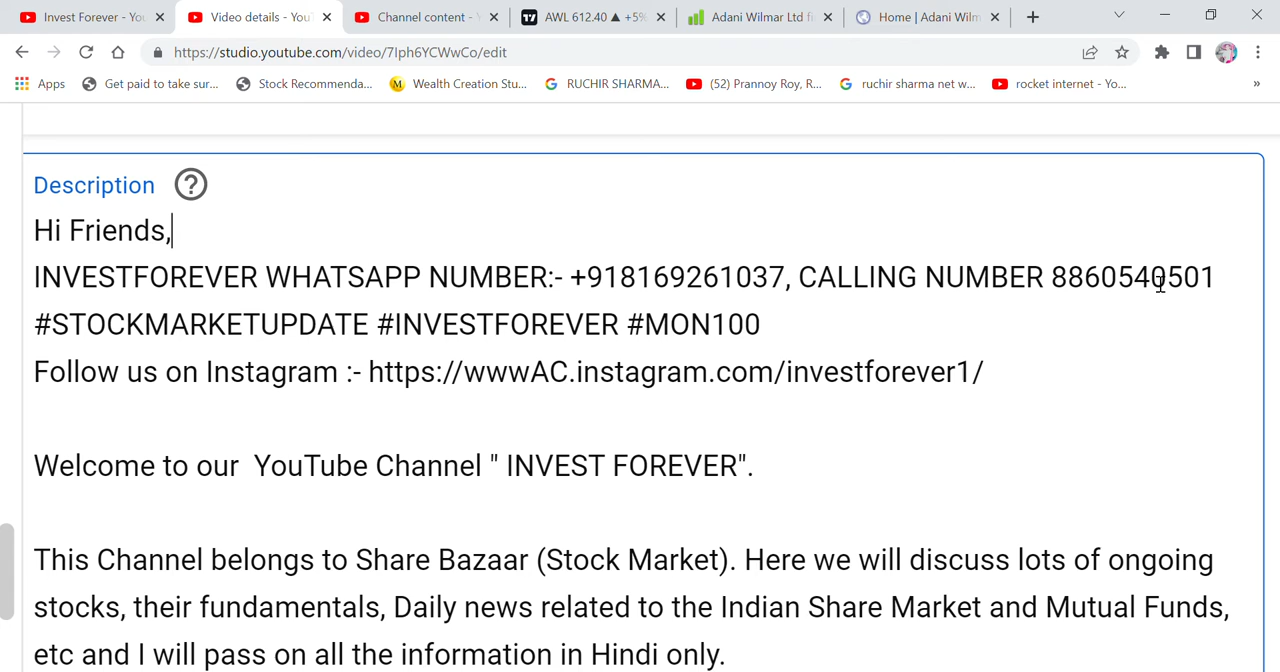 Invest Forever - You
Video details - You
Channel content - Y
AWL 612.40 ▲ +5%
Adani Wilmar Ltd fi
Home | Adani Wilm
https://studio.youtube.com/video/7Iph6YCWwCo/edit
Apps
Get paid to take sur...
Stock Recommenda...
Wealth Creation Stu...
RUCHIR SHARMA...
(52) Prannoy Roy, R...
ruchir sharma net w...
rocket internet - Yo...
»
Description
Hi Friends,
INVESTFOREVER WHATSAPP NUMBER:- +918169261037, CALLING NUMBER 8860540501
#STOCKMARKETUPDATE #INVESTFOREVER #MON100
Follow us on Instagram :- https://wwwAC.instagram.com/investforever1/
Welcome to our  YouTube Channel " INVEST FOREVER".
This Channel belongs to Share Bazaar (Stock Market). Here we will discuss lots of ongoing
stocks, their fundamentals, Daily news related to the Indian Share Market and Mutual Funds,
etc and I will pass on all the information in Hindi only.